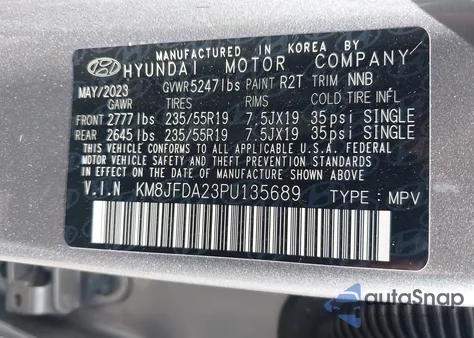 MANUFACTURED IN KOREA BY
HYUNDAI MOTOR COMPANY
MAY/2023 GVWR 5247lbs PAINT R2T TRIM NNB
GAWR TIRES RIMS COLD TIRE INFL
FRONT 2777lbs 235/55R19 7.5JX19 35psi SINGLE
REAR 2645lbs 235/55R19 7.5JX19 35psi SINGLE
THIS VEHICLE CONFORMS TO ALL APPLICABLE U.S.A. FEDERAL
MOTOR VEHICLE SAFETY, BUMPER, AND THEFT PREVENTION
STANDARDS IN EFFECT ON THE DATE OF MANUFACTURE SHOWN ABOVE.
V.I.N KM8JFDA23PU135689 TYPE: MPV
autoSnap